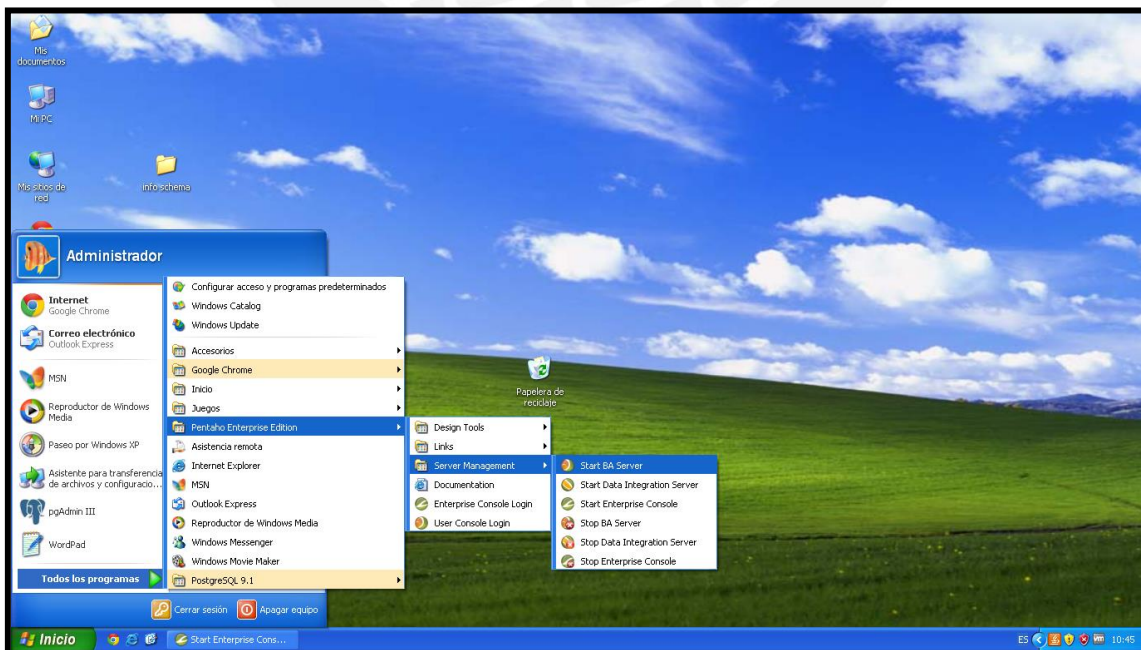 Mis
documentos
Mi PC
Mis sitios de
red
info schema
Administrador
Internet
Google Chrome
Correo electrónico
Outlook Express
MSN
Reproductor de Windows
Media
Paseo por Windows XP
Asistente para transferencia
de archivos y configuracio...
pgAdmin III
WordPad
Todos los programas
Configurar acceso y programas predeterminados
Windows Catalog
Windows Update
Accesorios
Google Chrome
Inicio
Juegos
Pentaho Enterprise Edition
Asistencia remota
Internet Explorer
MSN
Outlook Express
Reproductor de Windows Media
Windows Messenger
Windows Movie Maker
PostgreSQL 9.1
Design Tools
Links
Server Management
Documentation
Enterprise Console Login
User Console Login
Start BA Server
Start Data Integration Server
Start Enterprise Console
Stop BA Server
Stop Data Integration Server
Stop Enterprise Console
Papelera de
reciclaje
Cerrar sesión
Apagar equipo
Inicio
Start Enterprise Cons...
ES
10:45